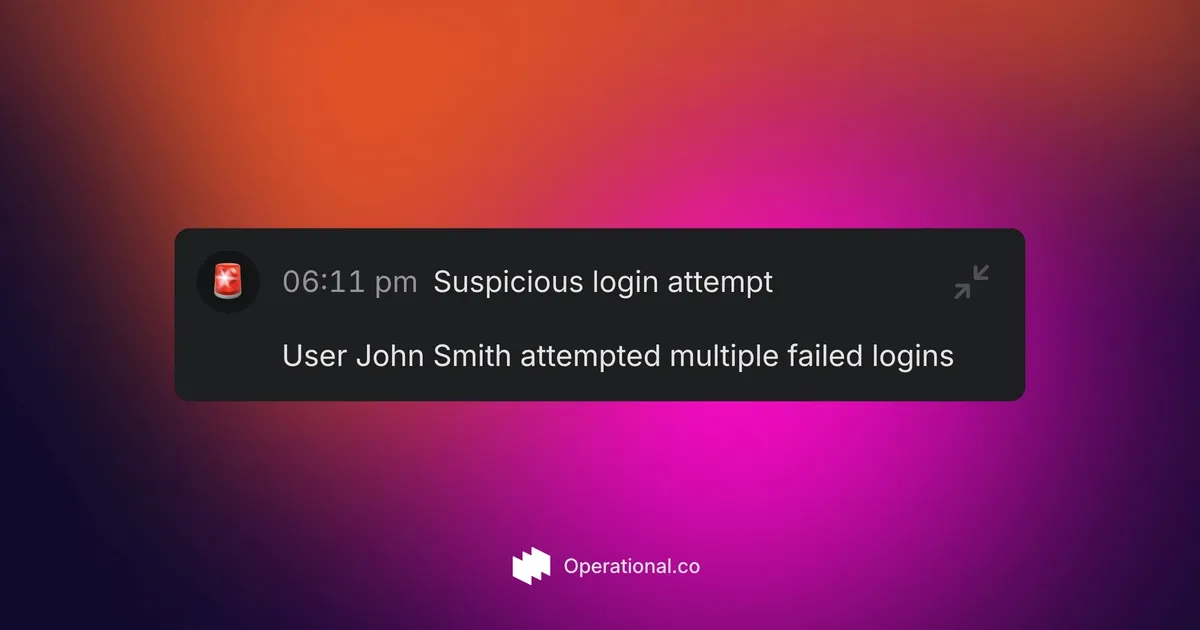 06:11 pm Suspicious login attempt
User John Smith attempted multiple failed logins
Operational.co